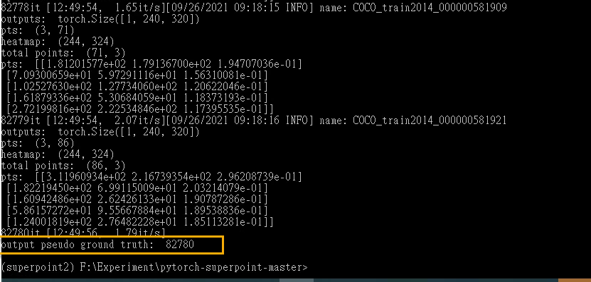 82778it [12:49:54,  1.65it/s][09/26/2021 09:18:15 INFO] name: COCO_train2014_000000581909
outputs:  torch.Size([1, 240, 320])
pts:  (3, 71)
heatmap:  (244, 324)
total points:  (71, 3)
pts:  [[1.81201577e+02 1.79136700e+02 1.94707036e-01]
[7.09300659e+01 5.97291116e+01 1.56310081e-01]
[1.02527630e+02 1.27734060e+02 1.20622046e-01]
[1.61879336e+02 5.30684059e+01 1.18373193e-01]
[2.72199816e+02 2.22534846e+02 1.17395535e-01]]
82779it [12:49:54,  2.07it/s][09/26/2021 09:18:16 INFO] name: COCO_train2014_000000581921
outputs:  torch.Size([1, 240, 320])
pts:  (3, 86)
heatmap:  (244, 324)
total points:  (86, 3)
pts:  [[3.11960934e+02 2.16739354e+02 2.96208739e-01]
[1.82219450e+02 6.99115009e+01 2.03214079e-01]
[1.60942486e+02 2.62426133e+01 1.90787286e-01]
[5.86157272e+01 9.55667884e+01 1.89538836e-01]
[1.24001819e+02 2.76482228e+01 1.85113281e-01]]
82780it [12:49:56,  1.79it/s]
output pseudo ground truth:  82780
(superpoint2) F:\Experiment\pytorch-superpoint-master>